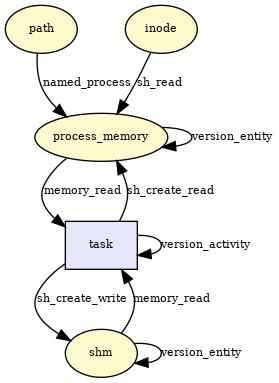 path
inode
named_process
sh_read
process_memory
version_entity
memory_read
sh_create_read
task
version_activity
sh_create_write
memory_read
shm
version_entity